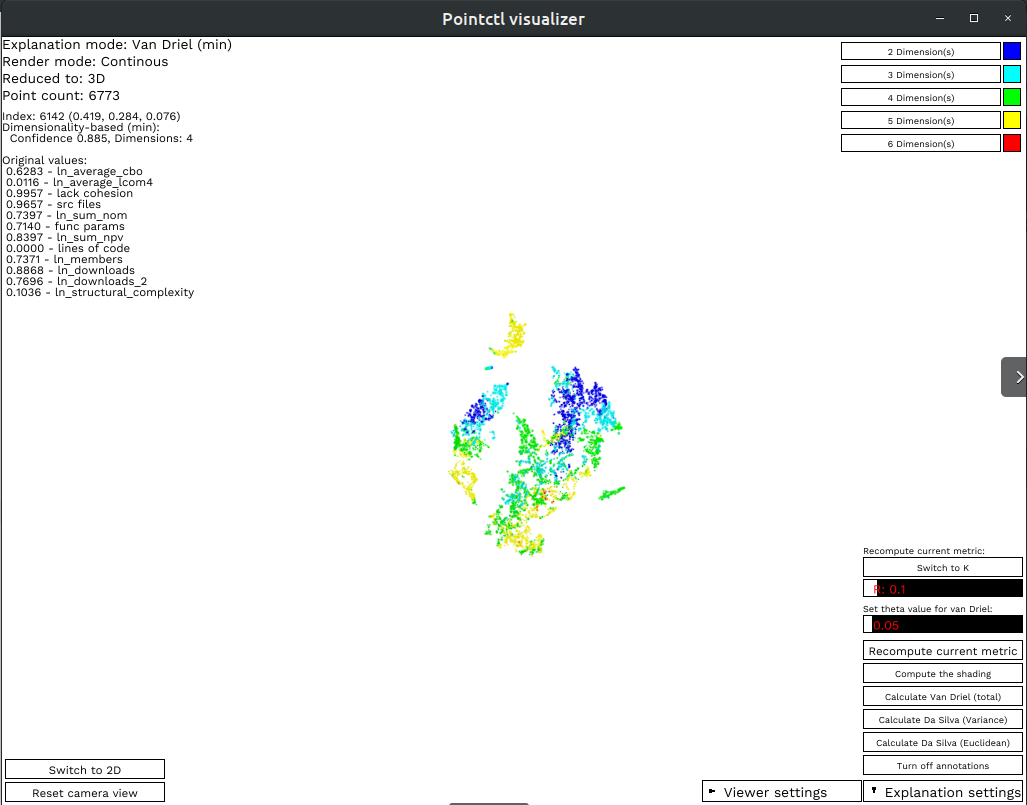 Pointctl visualizer
Explanation mode: Van Driel (min)
Render mode: Continous
Reduced to: 3D
Point count: 6773
Index: 6142 (0.419, 0.284, 0.076)
Dimensionality-based (min):
Confidence 0.885, Dimensions: 4
Original values:
0.6283 - ln_average_cbo
0.0116 - ln_average_lcom4
0.9957 - lack cohesion
0.9657 - src files
0.7397 - ln_sum_nom
0.7140 - func params
0.8397 - ln_sum_npv
0.0000 - lines of code
0.7371 - ln_members
0.8868 - ln_downloads
0.7696 - ln_downloads_2
0.1036 - ln_structural_complexity
2 Dimension(s)
3 Dimension(s)
4 Dimension(s)
5 Dimension(s)
6 Dimension(s)
Recompute current metric:
Switch to K
R: 0.1
Set theta value for van Driel:
0.05
Recompute current metric
Compute the shading
Calculate Van Driel (total)
Calculate Da Silva (Variance)
Calculate Da Silva (Euclidean)
Turn off annotations
Switch to 2D
Reset camera view
Viewer settings
Explanation settings